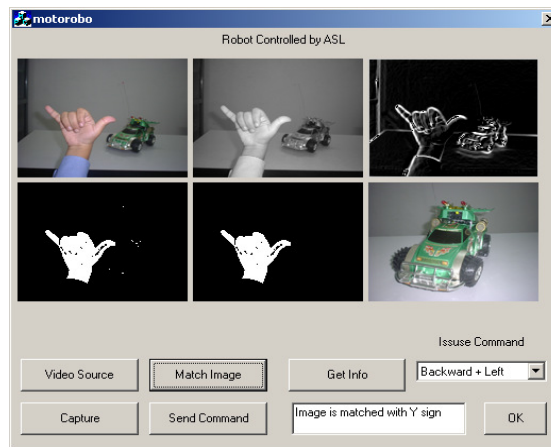 motorobo
Robot Controlled by ASL
Issuse Command
Video Source
Match Image
Get Info
Backward + Left
Capture
Send Command
Image is matched with Y sign
OK